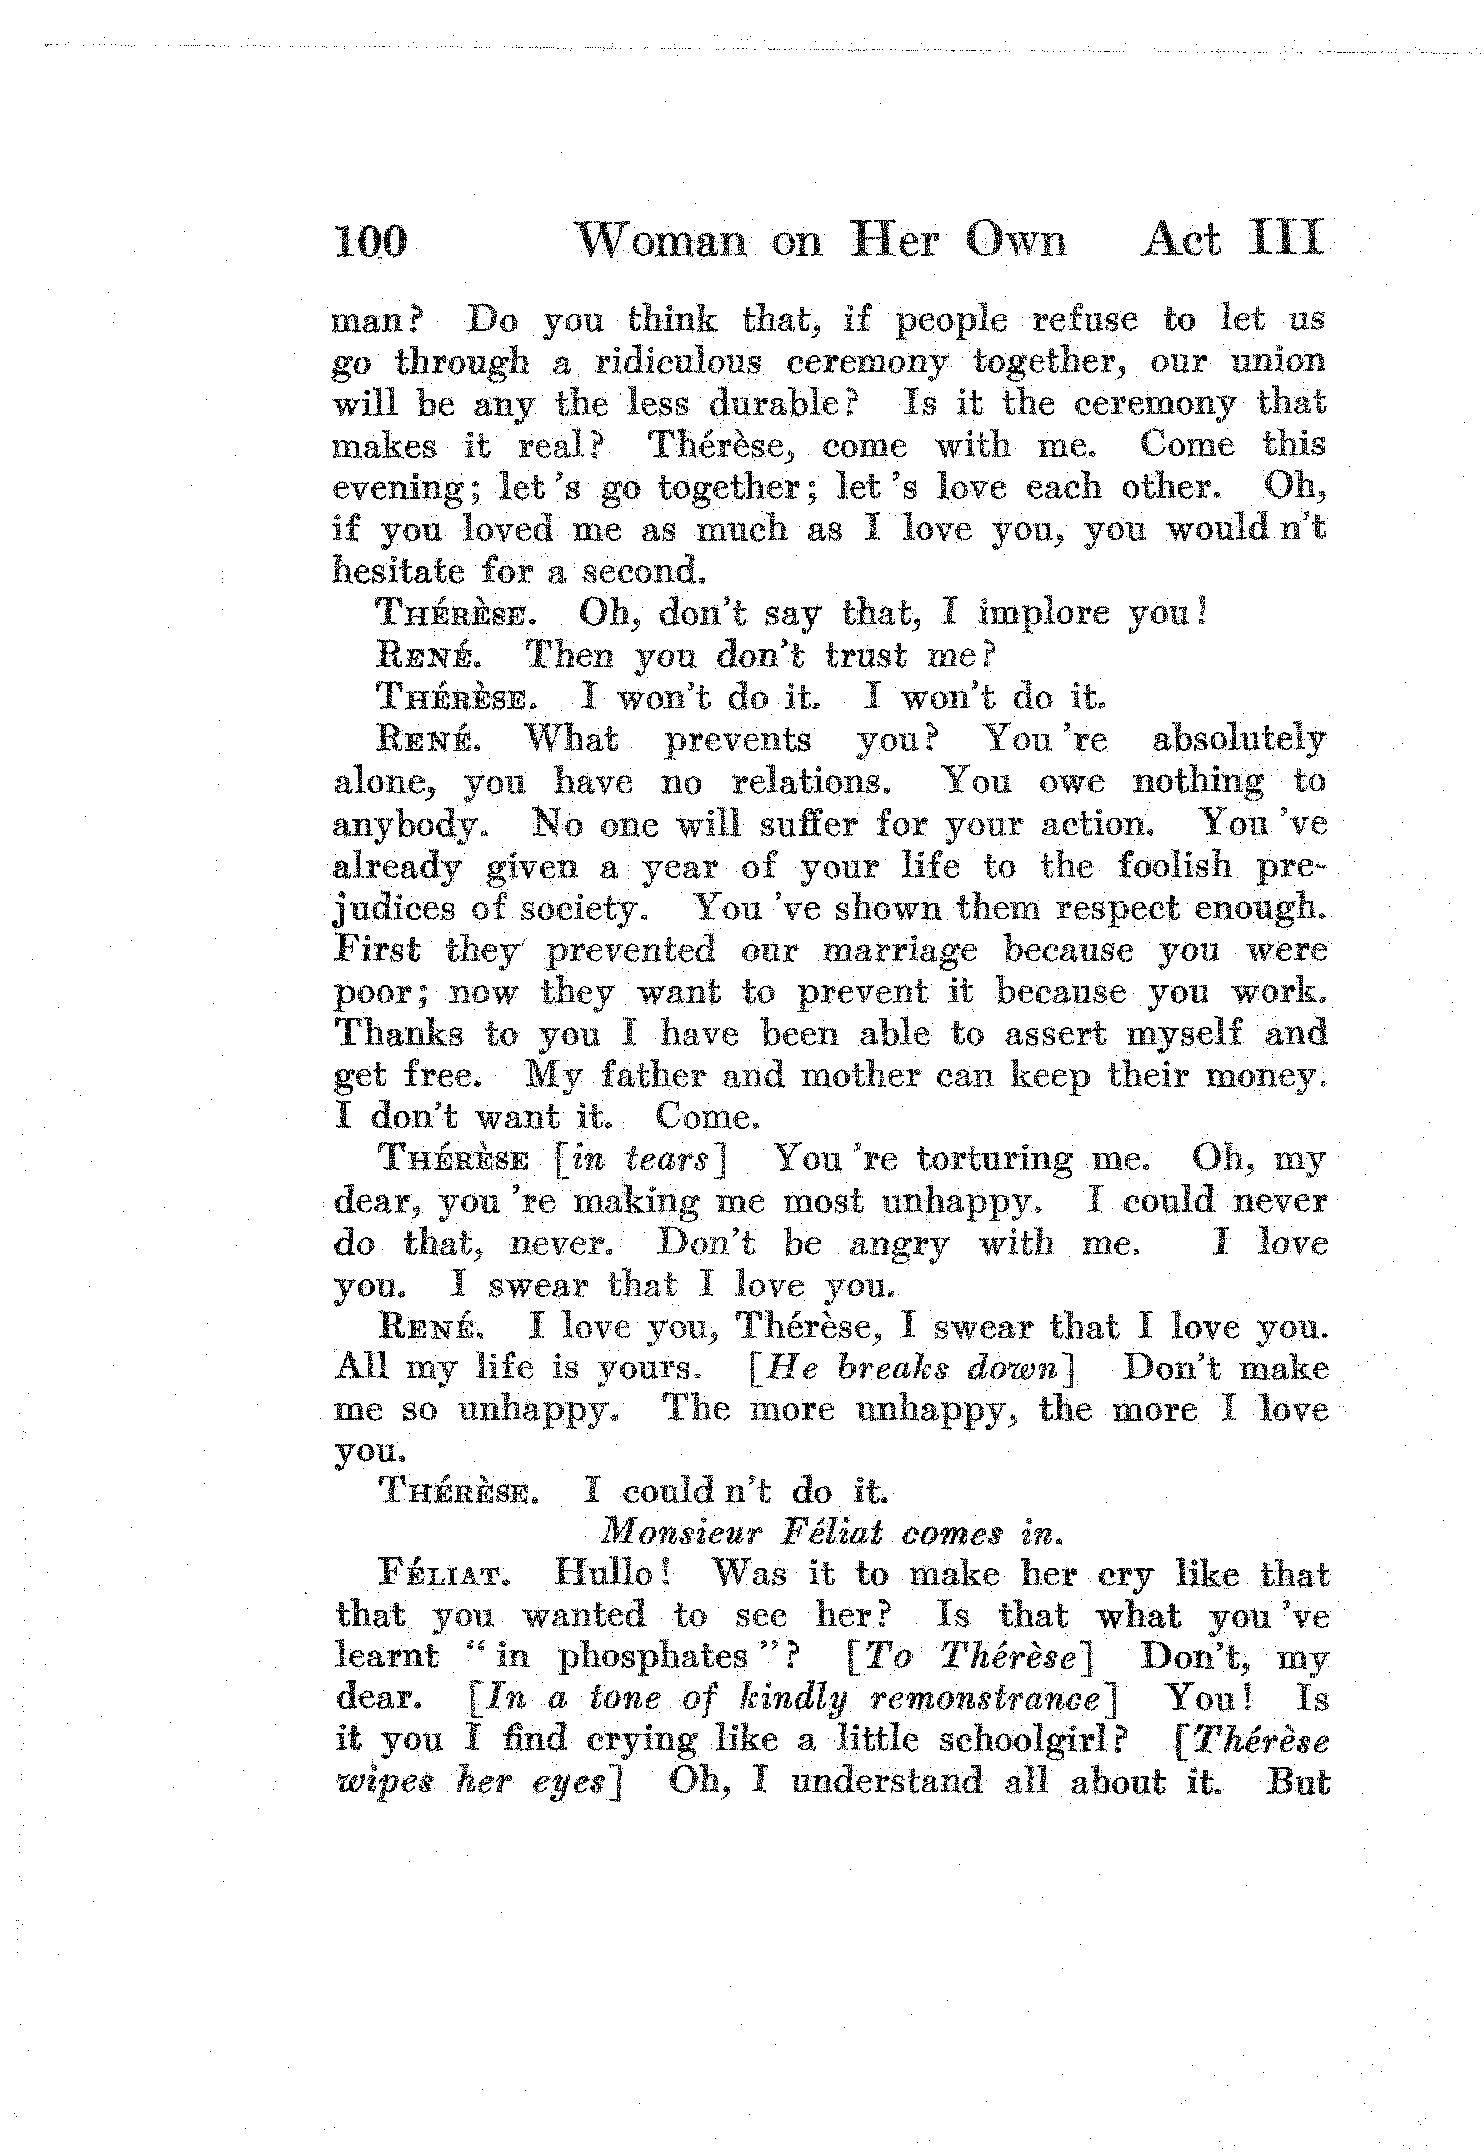 100 Woman on Her Own Act III
man? Do you think that, if people refuse to let us
go through a ridiculous ceremony together, our union
will be any the less durable? Is it the ceremony that
makes it real? Thérèse, come with me. Come this
evening; let 's go together; let 's love each other. Oh,
if you loved me as much as I love you, you would n't
hesitate for a second.
THÉRÈSE. Oh, don't say that, I implore you!
RENÉ. Then you don't trust me?
THÉRÈSE. I won't do it. I won't do it.
RENÉ. What prevents you? You 're absolutely
alone, you have no relations. You owe nothing to
anybody. No one will suffer for your action. You 've
already given a year of your life to the foolish pre-
judices of society. You 've shown them respect enough.
First they prevented our marriage because you were
poor; now they want to prevent it because you work.
Thanks to you I have been able to assert myself and
get free. My father and mother can keep their money.
I don't want it. Come.
THÉRÈSE [in tears] You 're torturing me. Oh, my
dear, you 're making me most unhappy. I could never
do that, never. Don't be angry with me. I love
you. I swear that I love you.
RENÉ. I love you, Thérèse, I swear that I love you.
All my life is yours. [He breaks down] Don't make
me so unhappy. The more unhappy, the more I love
you.
THÉRÈSE. I could n't do it.
Monsieur Féliat comes in.
FÉLIAT. Hullo! Was it to make her cry like that
that you wanted to see her? Is that what you 've
learnt "in phosphates"? [To Thérèse] Don't, my
dear. [In a tone of kindly remonstrance] You! Is
it you I find crying like a little schoolgirl? [Thérèse
wipes her eyes] Oh, I understand all about it. But